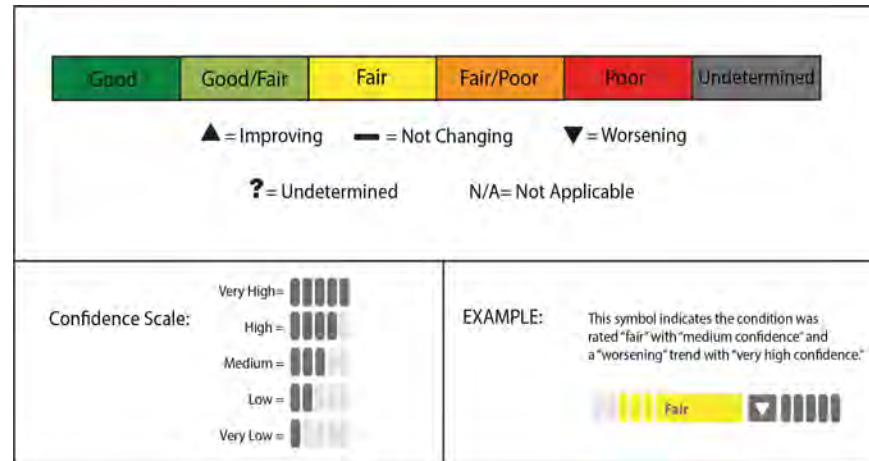 Good Good/Fair Fair Fair/Poor Poor Undetermined
▲ = Improving ▬ = Not Changing ▼ = Worsening
? = Undetermined N/A= Not Applicable
Confidence Scale:
Very High=
High =
Medium =
Low =
Very Low =
EXAMPLE:
This symbol indicates the condition was
rated "fair" with "medium confidence" and
a "worsening" trend with "very high confidence."
Fair